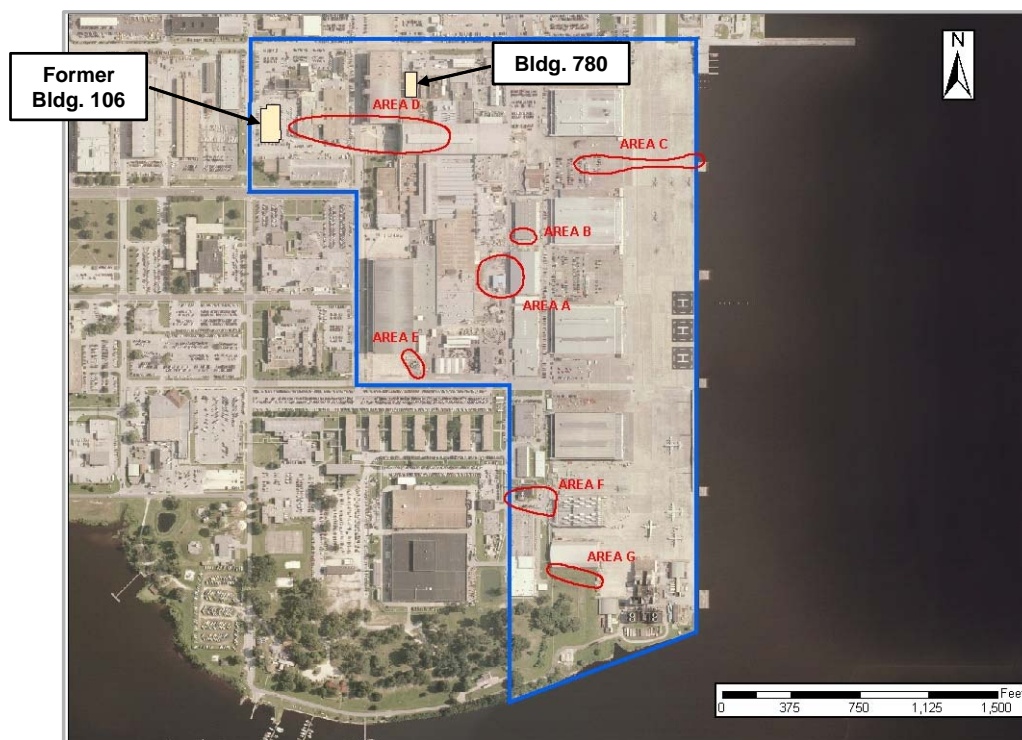 N
Former
Bldg. 106
Bldg. 780
AREA D
AREA C
AREA B
AREA A
AREA E
AREA F
AREA G
Feet
0 375 750 1,125 1,500